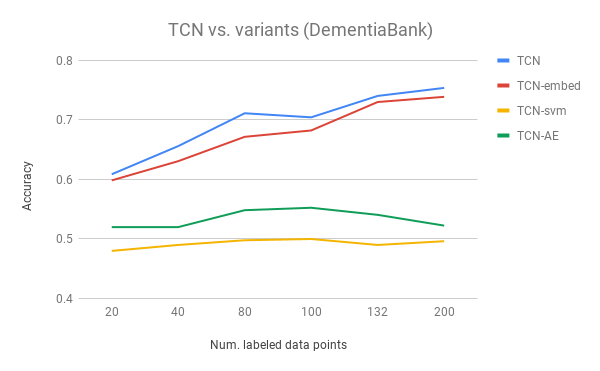 TCN vs. variants (DementiaBank)
0.8
0.7
0.6
0.5
0.4
Accuracy
20 40 80 100 132 200
Num. labeled data points
TCN
TCN-embed
TCN-svm
TCN-AE